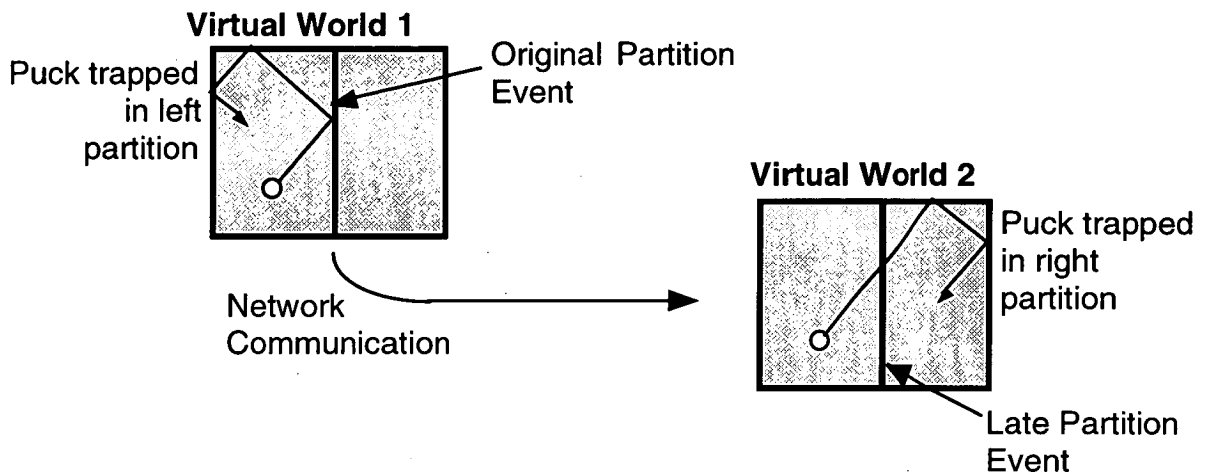 Virtual World 1
Puck trapped
in left
partition
Original Partition
Event
Network
Communication
Virtual World 2
Puck trapped
in right
partition
Late Partition
Event